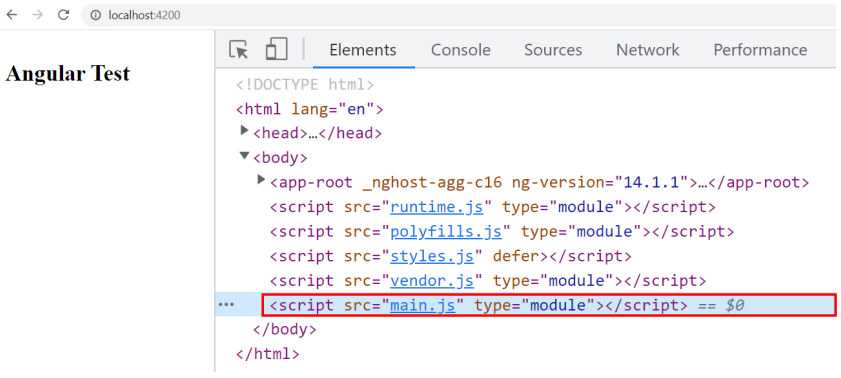 localhost:4200
Angular Test
Elements Console Sources Network Performance
<!DOCTYPE html>
<html lang="en">
<head>…</head>
<body>
<app-root _nghost-agg-c16 ng-version="14.1.1">…</app-root>
<script src="runtime.js" type="module"></script>
<script src="polyfills.js" type="module"></script>
<script src="styles.js" defer></script>
<script src="vendor.js" type="module"></script>
<script src="main.js" type="module"></script> == $0
</body>
</html>